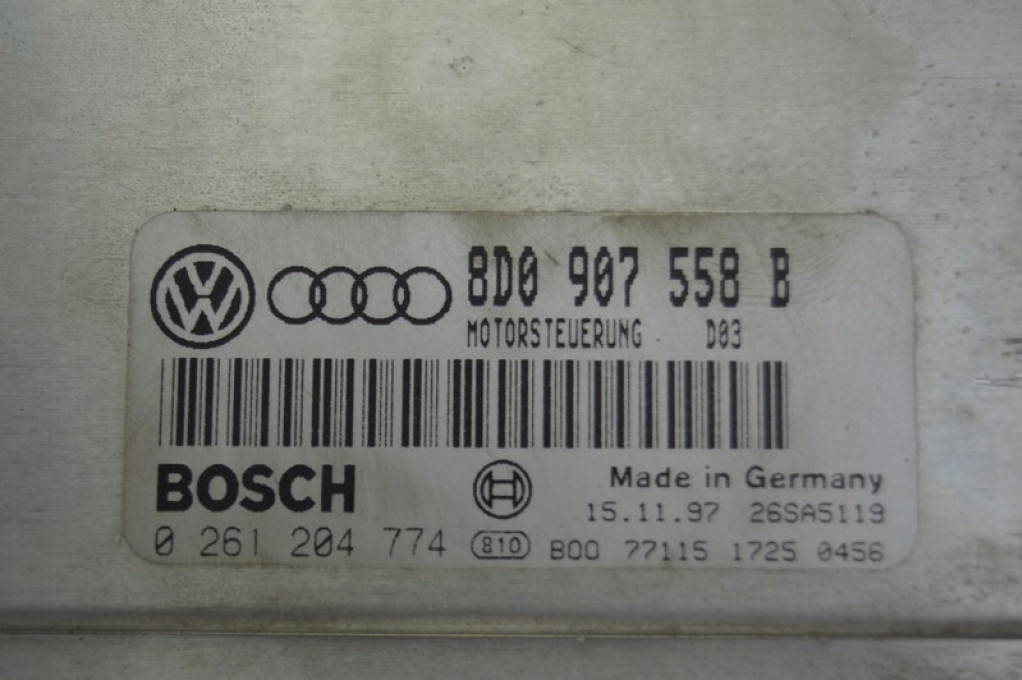 8D0 907 558 B
MOTORSTEUERUNG D03
BOSCH
Made in Germany
15.11.97 26SA5119
0 261 204 774 810 B00 77115 1725 0456